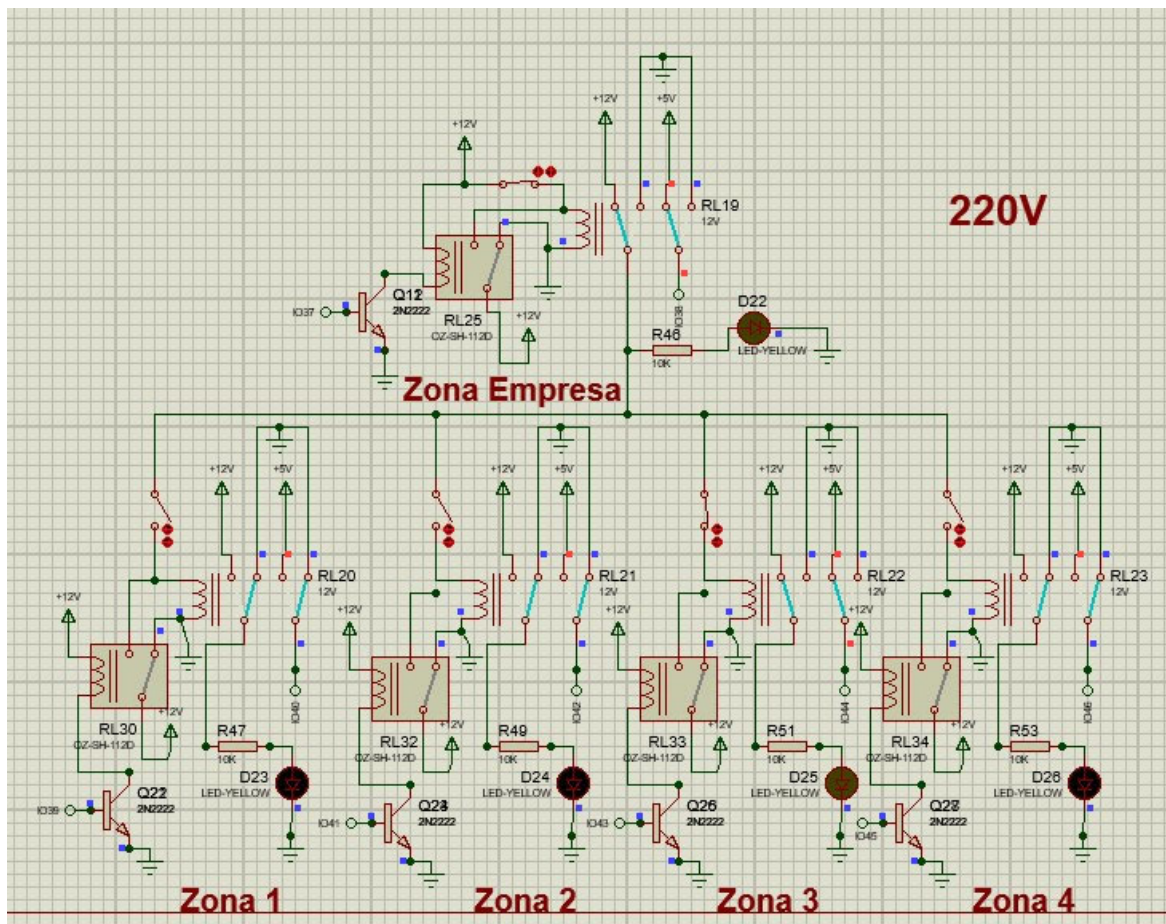 +12V
+5V
+12V
RL19
12V
220V
IO37
2N2222
RL25
OZ-SH-112D
+12V
IO38
D22
LED-YELLOW
R46
10K
Zona Empresa
+12V
+5V
+12V
+5V
+12V
+5V
+12V
+5V
RL20
12V
RL21
12V
RL22
12V
RL23
12V
+12V
+12V
+12V
+12V
IO40
IO42
IO44
IO46
+12V
+12V
+12V
+12V
RL30
OZ-SH-112D
RL32
OZ-SH-112D
RL33
OZ-SH-112D
RL34
OZ-SH-112D
R47
10K
R49
10K
R51
10K
R53
10K
D23
LED-YELLOW
D24
LED-YELLOW
D25
LED-YELLOW
D26
LED-YELLOW
IO39
2N2222
IO41
2N2222
IO43
2N2222
IO45
2N2222
Zona 1
Zona 2
Zona 3
Zona 4